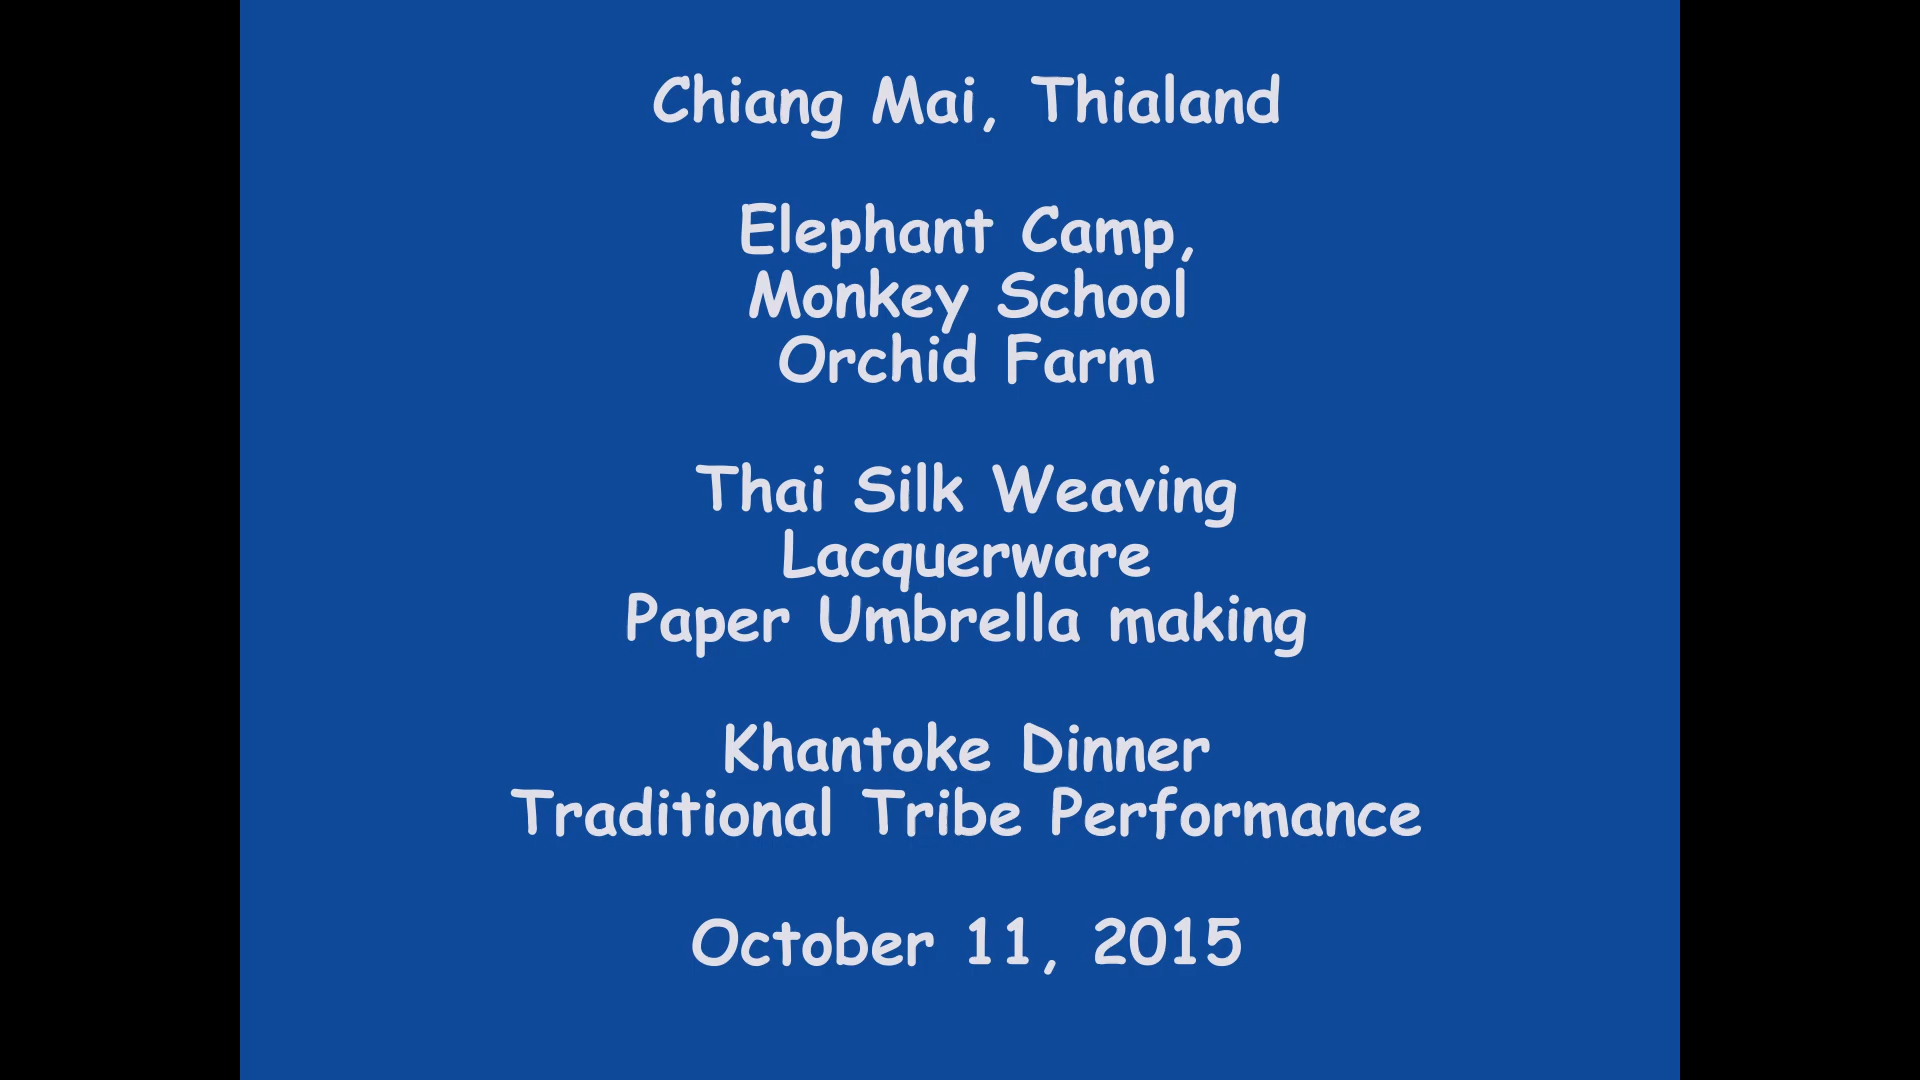 Chiang Mai, Thialand
Elephant Camp,
Monkey School
Orchid Farm
Thai Silk Weaving
Lacquerware
Paper Umbrella making
Khantoke Dinner
Traditional Tribe Performance
October 11, 2015